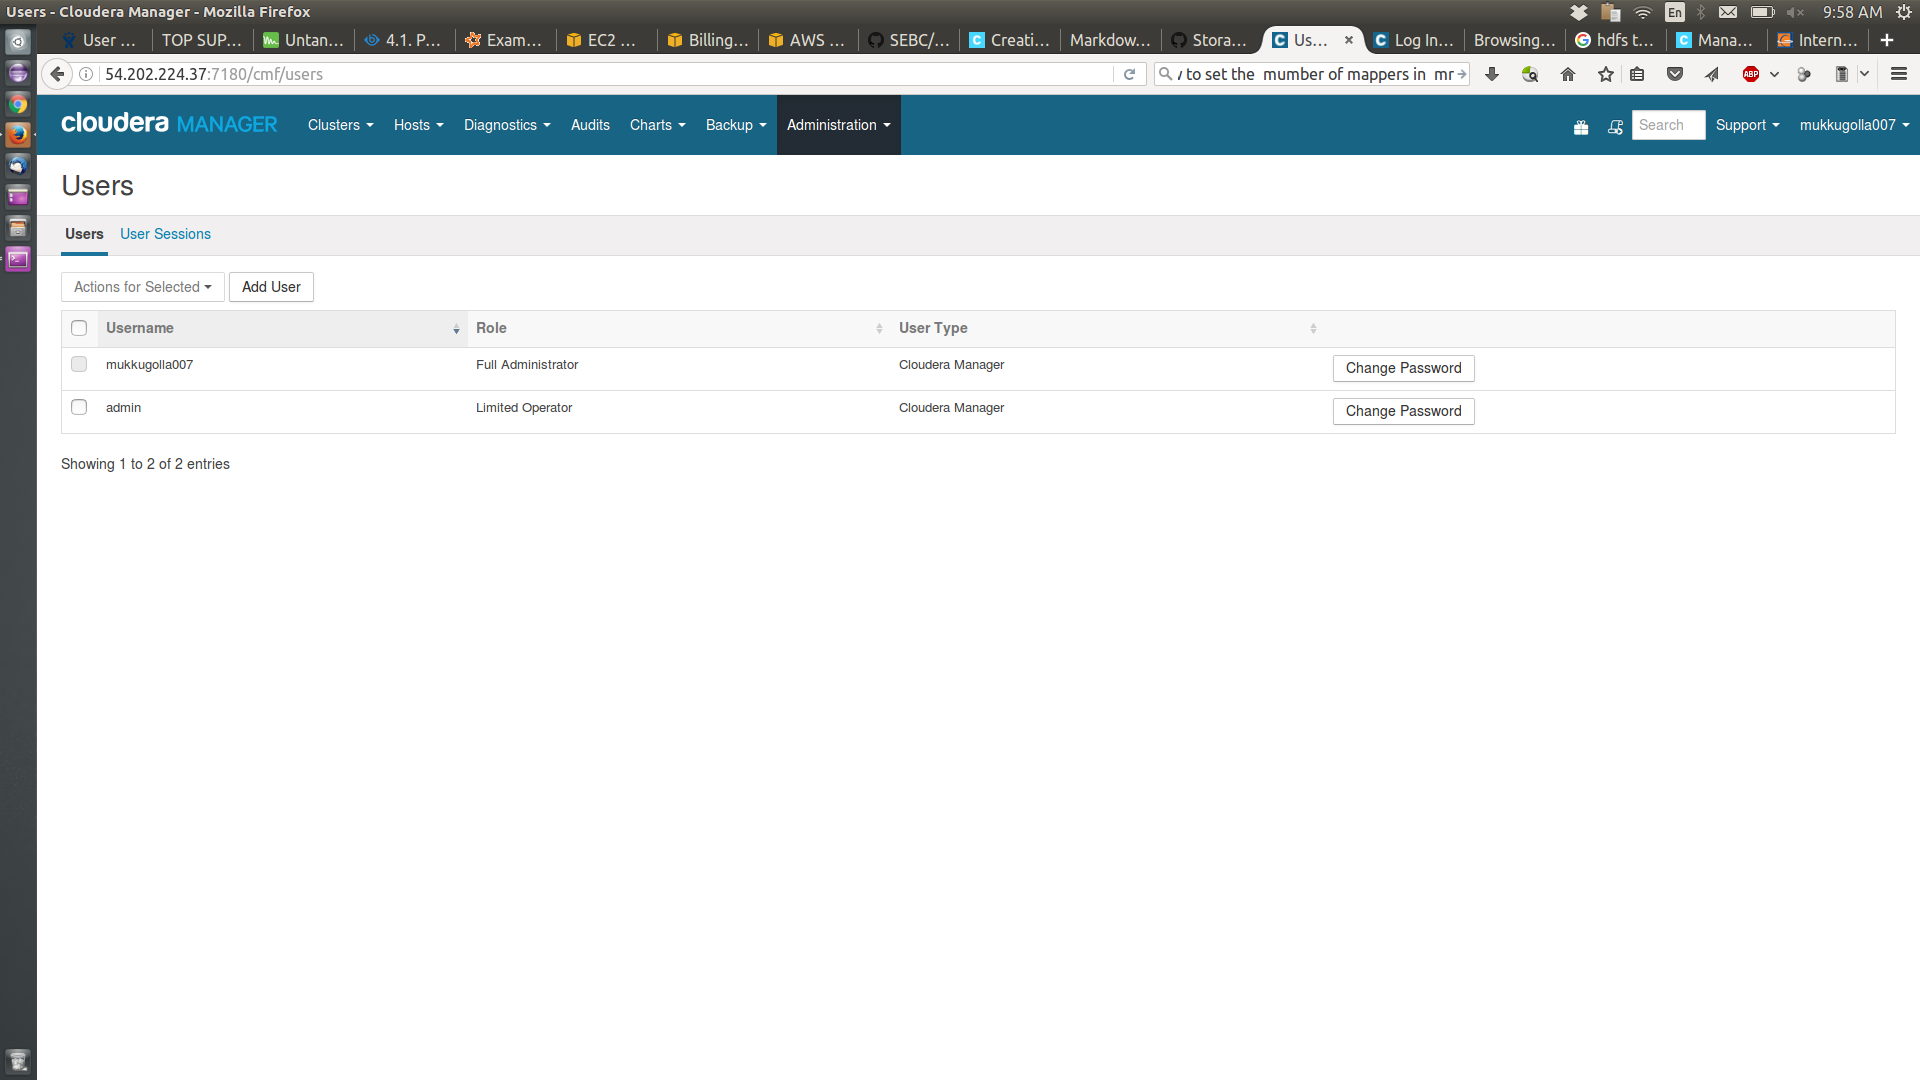 Users - Cloudera Manager - Mozilla Firefox
En
9:58 AM
User ...
TOP SUP...
Untan...
4.1. P...
Exam...
EC2 ...
Billing...
AWS ...
SEBC/...
Creati...
Markdow...
Stora...
Us...
Log In...
Browsing...
hdfs t...
Mana...
Intern...
54.202.224.37:7180/cmf/users
to set the mumber of mappers in mr
ABP
cloudera MANAGER
Clusters
Hosts
Diagnostics
Audits
Charts
Backup
Administration
Search
Support
mukkugolla007
Users
Users
User Sessions
Actions for Selected
Add User
Username Role User Type
mukkugolla007 Full Administrator Cloudera Manager Change Password
admin Limited Operator Cloudera Manager Change Password
Showing 1 to 2 of 2 entries